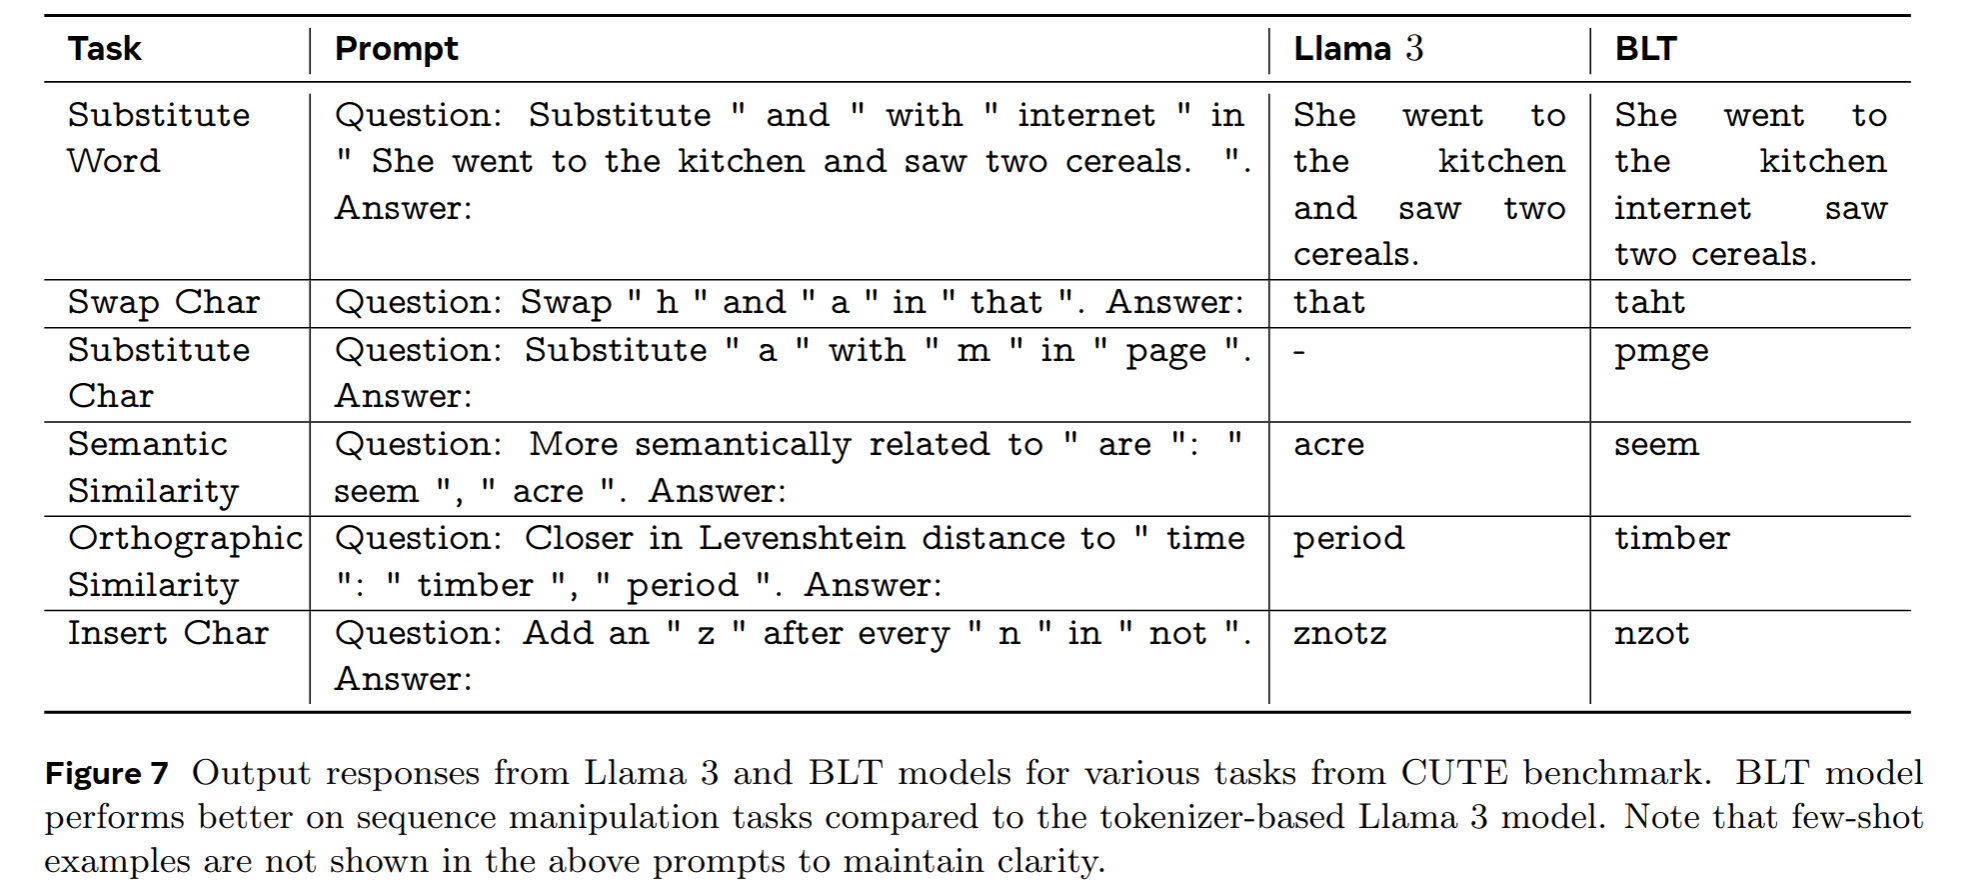 Task Prompt Llama 3 BLT
Substitute Word Question: Substitute " and " with " internet " in " She went to the kitchen and saw two cereals. ". Answer: She went to the kitchen and saw two cereals. She went to the kitchen internet saw two cereals.
Swap Char Question: Swap " h " and " a " in " that ". Answer: that taht
Substitute Char Question: Substitute " a " with " m " in " page ". Answer: - pmge
Semantic Similarity Question: More semantically related to " are ": " seem ", " acre ". Answer: acre seem
Orthographic Similarity Question: Closer in Levenshtein distance to " time ": " timber ", " period ". Answer: period timber
Insert Char Question: Add an " z " after every " n " in " not ". Answer: znotz nzot
Figure 7 Output responses from Llama 3 and BLT models for various tasks from CUTE benchmark. BLT model
performs better on sequence manipulation tasks compared to the tokenizer-based Llama 3 model. Note that few-shot
examples are not shown in the above prompts to maintain clarity.